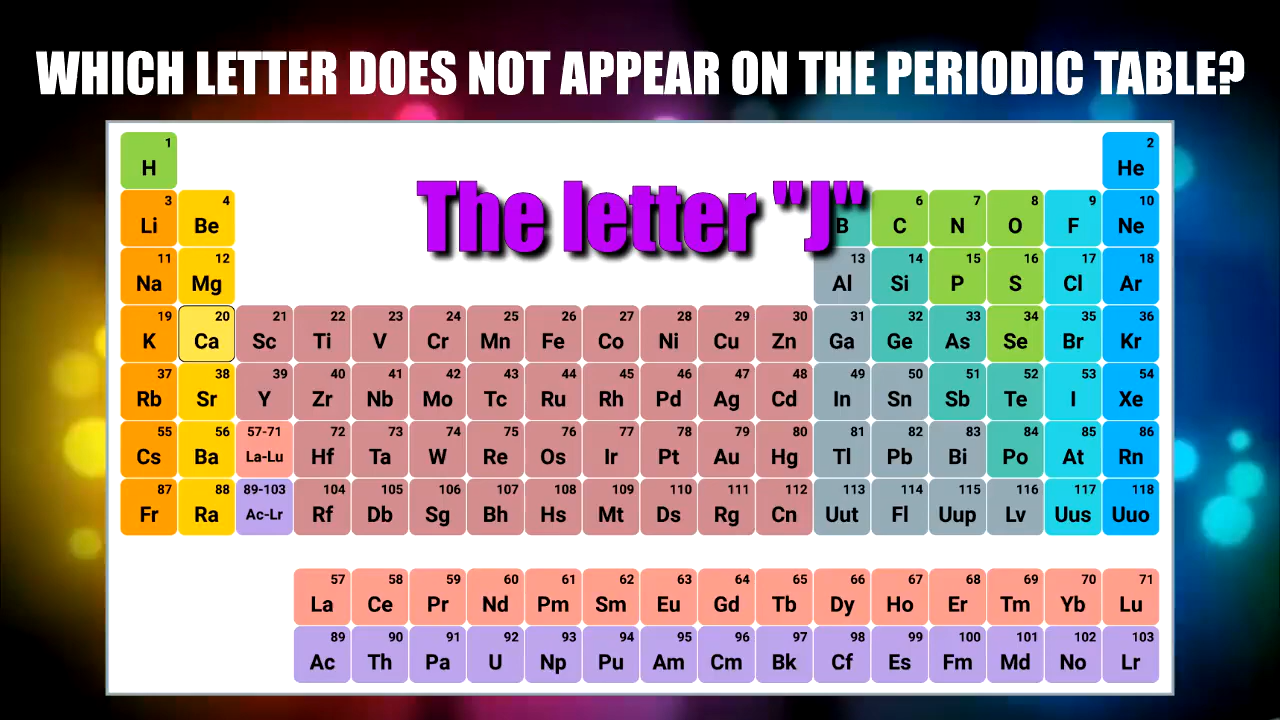 WHICH LETTER DOES NOT APPEAR ON THE PERIODIC TABLE?
1 2
H He
The letter "J"
3 4 6 7 8 9 10
Li Be B C N O F Ne
11 12 13 14 15 16 17 18
Na Mg Al Si P S Cl Ar
19 20 21 22 23 24 25 26 27 28 29 30 31 32 33 34 35 36
K Ca Sc Ti V Cr Mn Fe Co Ni Cu Zn Ga Ge As Se Br Kr
37 38 39 40 41 42 43 44 45 46 47 48 49 50 51 52 53 54
Rb Sr Y Zr Nb Mo Tc Ru Rh Pd Ag Cd In Sn Sb Te I Xe
55 56 57-71 72 73 74 75 76 77 78 79 80 81 82 83 84 85 86
Cs Ba La-Lu Hf Ta W Re Os Ir Pt Au Hg Tl Pb Bi Po At Rn
87 88 89-103 104 105 106 107 108 109 110 111 112 113 114 115 116 117 118
Fr Ra Ac-Lr Rf Db Sg Bh Hs Mt Ds Rg Cn Uut Fl Uup Lv Uus Uuo
57 58 59 60 61 62 63 64 65 66 67 68 69 70 71
La Ce Pr Nd Pm Sm Eu Gd Tb Dy Ho Er Tm Yb Lu
89 90 91 92 93 94 95 96 97 98 99 100 101 102 103
Ac Th Pa U Np Pu Am Cm Bk Cf Es Fm Md No Lr